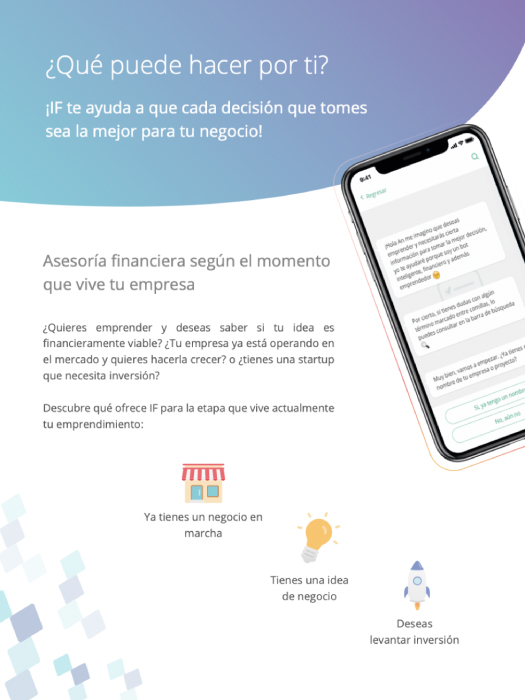 ¿Qué puede hacer por ti?
¡IF te ayuda a que cada decisión que tomes
sea la mejor para tu negocio!
9:41
Regresar
¡Hola An me imagino que deseas
emprender y necesitarás cierta
información para tomar la mejor decisión,
yo te ayudaré porque soy un bot
inteligente, financiero y además
emprendedor
Por cierto, si tienes dudas con algún
término marcado entre comillas, lo
puedes consultar en la barra de búsqueda
Muy bien, vamos a empezar. ¿Ya tienes
nombre de tu empresa o proyecto?
Sí, ya tengo un nombre
No, aún no
Asesoría financiera según el momento
que vive tu empresa
¿Quieres emprender y deseas saber si tu idea es
financieramente viable? ¿Tu empresa ya está operando en
el mercado y quieres hacerla crecer? o ¿tienes una startup
que necesita inversión?
Descubre qué ofrece IF para la etapa que vive actualmente
tu emprendimiento:
Ya tienes un negocio en
marcha
Tienes una idea
de negocio
Deseas
levantar inversión